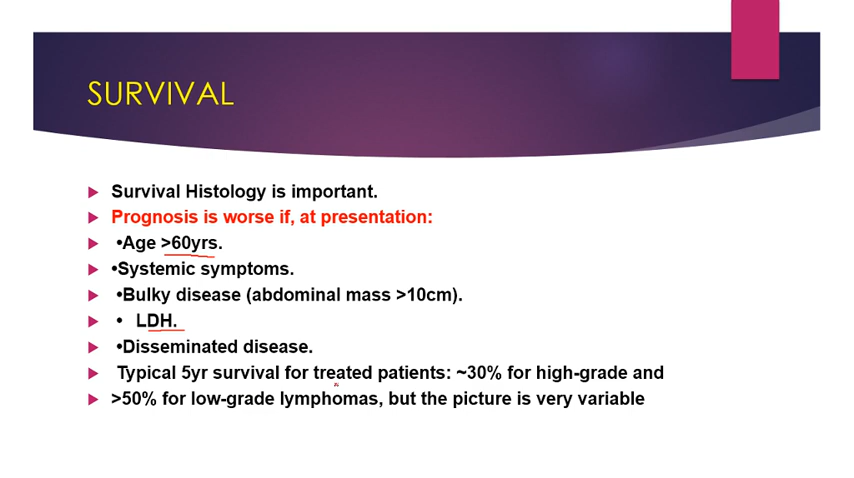 SURVIVAL
Survival Histology is important.
Prognosis is worse if, at presentation:
•Age >60yrs.
•Systemic symptoms.
•Bulky disease (abdominal mass >10cm).
• LDH.
•Disseminated disease.
Typical 5yr survival for treated patients: ~30% for high-grade and
>50% for low-grade lymphomas, but the picture is very variable